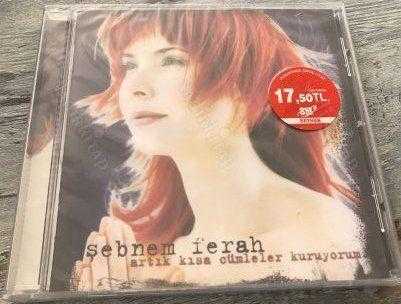 17,50TL
şebnem ferah
artık kısa cümleler kuruyorum